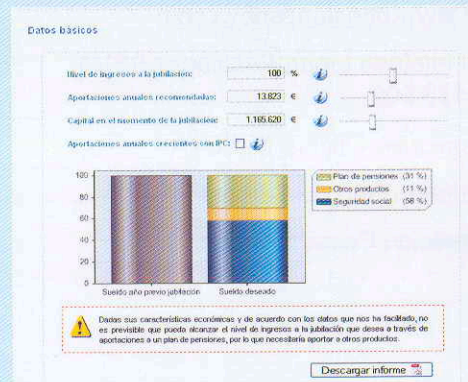 Datos básicos
Nivel de ingresos a la jubilación: 100 %
Aportaciones anuales recomendadas: 13.823 €
Capital en el momento de la jubilación: 1.165.620 €
Aportaciones anuales crecientes con IPC:
100
80
60
40
20
0
Sueldo año previo jubilación
Sueldo deseado
Plan de pensiones (31 %)
Otros productos (11 %)
Seguridad social (58 %)
Dadas sus características económicas y de acuerdo con los datos que nos ha facilitado, no
es previsible que pueda alcanzar el nivel de ingresos a la jubilación que desea a través de
aportaciones a un plan de pensiones, por lo que necesitaría aportar a otros productos.
Descargar informe